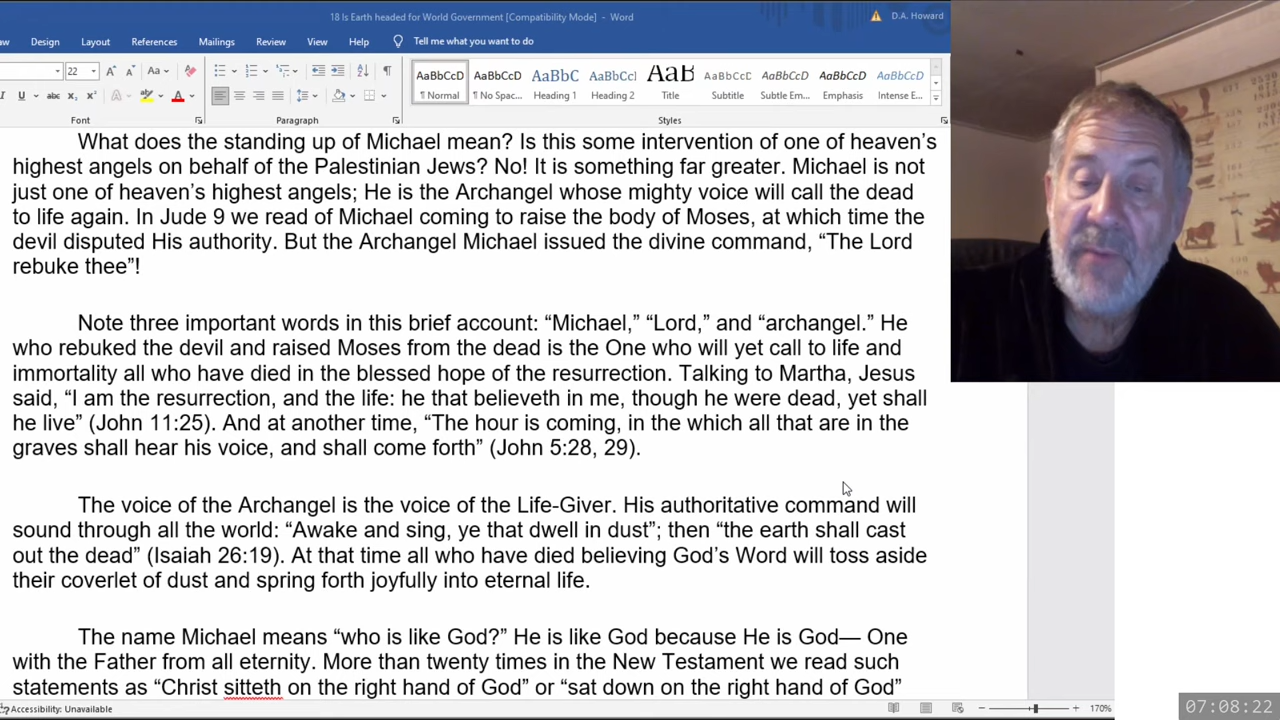 18 Is Earth headed for World Government [Compatibility Mode] - Word
D.A. Howard
aw Design Layout References Mailings Review View Help Tell me what you want to do
22 Aa
AaBbCcD AaBbCcD AaBbC AaBbCcI AaB AaBbCcD AaBbCcD AaBbCcD AaBbCcD
I U abc X₂ X² A A
¶ Normal ¶ No Spac... Heading 1 Heading 2 Title Subtitle Subtle Em... Emphasis Intense E...
Font Paragraph Styles
What does the standing up of Michael mean? Is this some intervention of one of heaven’s
highest angels on behalf of the Palestinian Jews? No! It is something far greater. Michael is not
just one of heaven’s highest angels; He is the Archangel whose mighty voice will call the dead
to life again. In Jude 9 we read of Michael coming to raise the body of Moses, at which time the
devil disputed His authority. But the Archangel Michael issued the divine command, “The Lord
rebuke thee”!
Note three important words in this brief account: “Michael,” “Lord,” and “archangel.” He
who rebuked the devil and raised Moses from the dead is the One who will yet call to life and
immortality all who have died in the blessed hope of the resurrection. Talking to Martha, Jesus
said, “I am the resurrection, and the life: he that believeth in me, though he were dead, yet shall
he live” (John 11:25). And at another time, “The hour is coming, in the which all that are in the
graves shall hear his voice, and shall come forth” (John 5:28, 29).
The voice of the Archangel is the voice of the Life-Giver. His authoritative command will
sound through all the world: “Awake and sing, ye that dwell in dust”; then “the earth shall cast
out the dead” (Isaiah 26:19). At that time all who have died believing God’s Word will toss aside
their coverlet of dust and spring forth joyfully into eternal life.
The name Michael means “who is like God?” He is like God because He is God— One
with the Father from all eternity. More than twenty times in the New Testament we read such
statements as “Christ sitteth on the right hand of God” or “sat down on the right hand of God”
Accessibility: Unavailable
170%
07:08:22